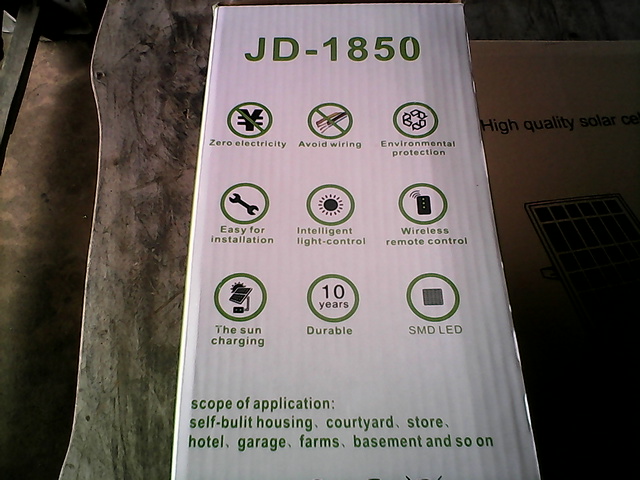 JD-1850
Zero electricity
Avoid wiring
Environmental
protection
Easy for
installation
Intelligent
light-control
Wireless
remote control
The sun
charging
10
years
Durable
SMD LED
scope of application:
self-bulit housing、courtyard、store、
hotel、garage、farms、basement and so on
High quality solar cel